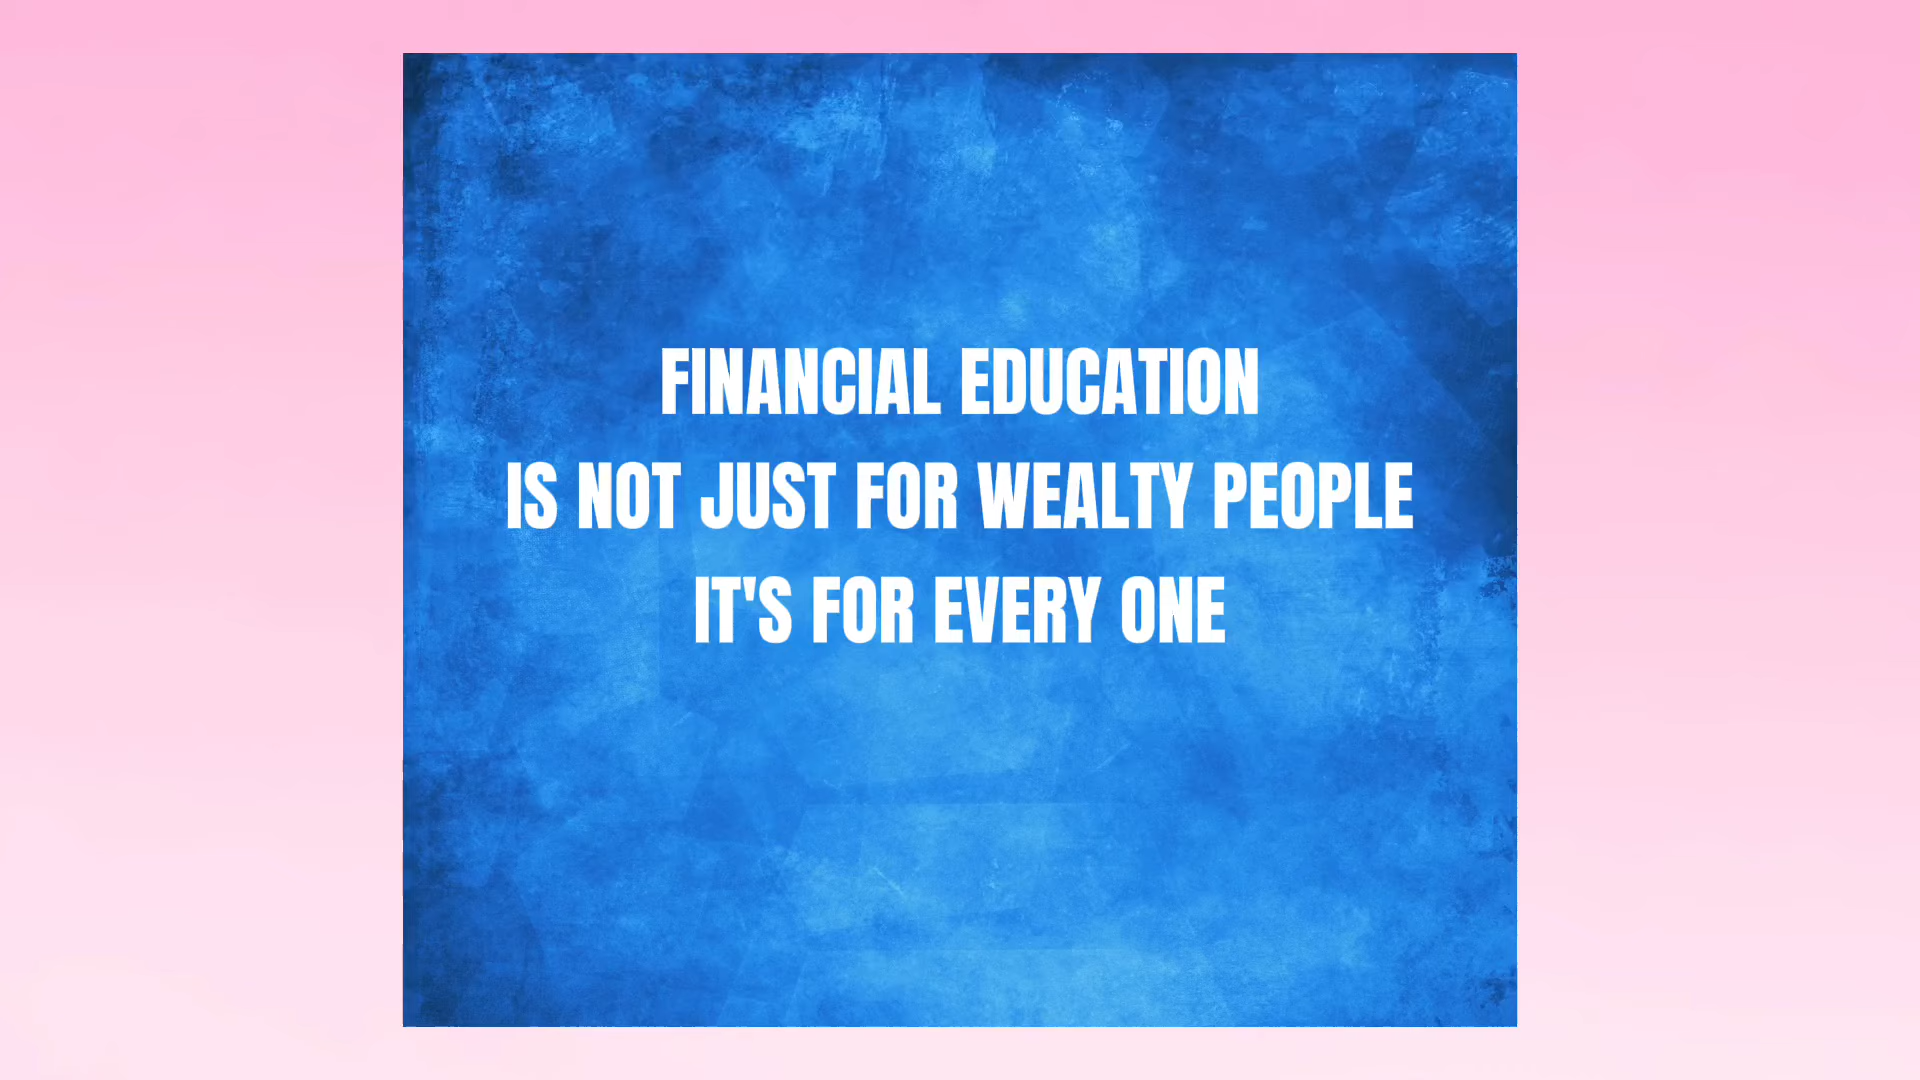 FINANCIAL EDUCATION
IS NOT JUST FOR WEALTY PEOPLE
IT'S FOR EVERY ONE